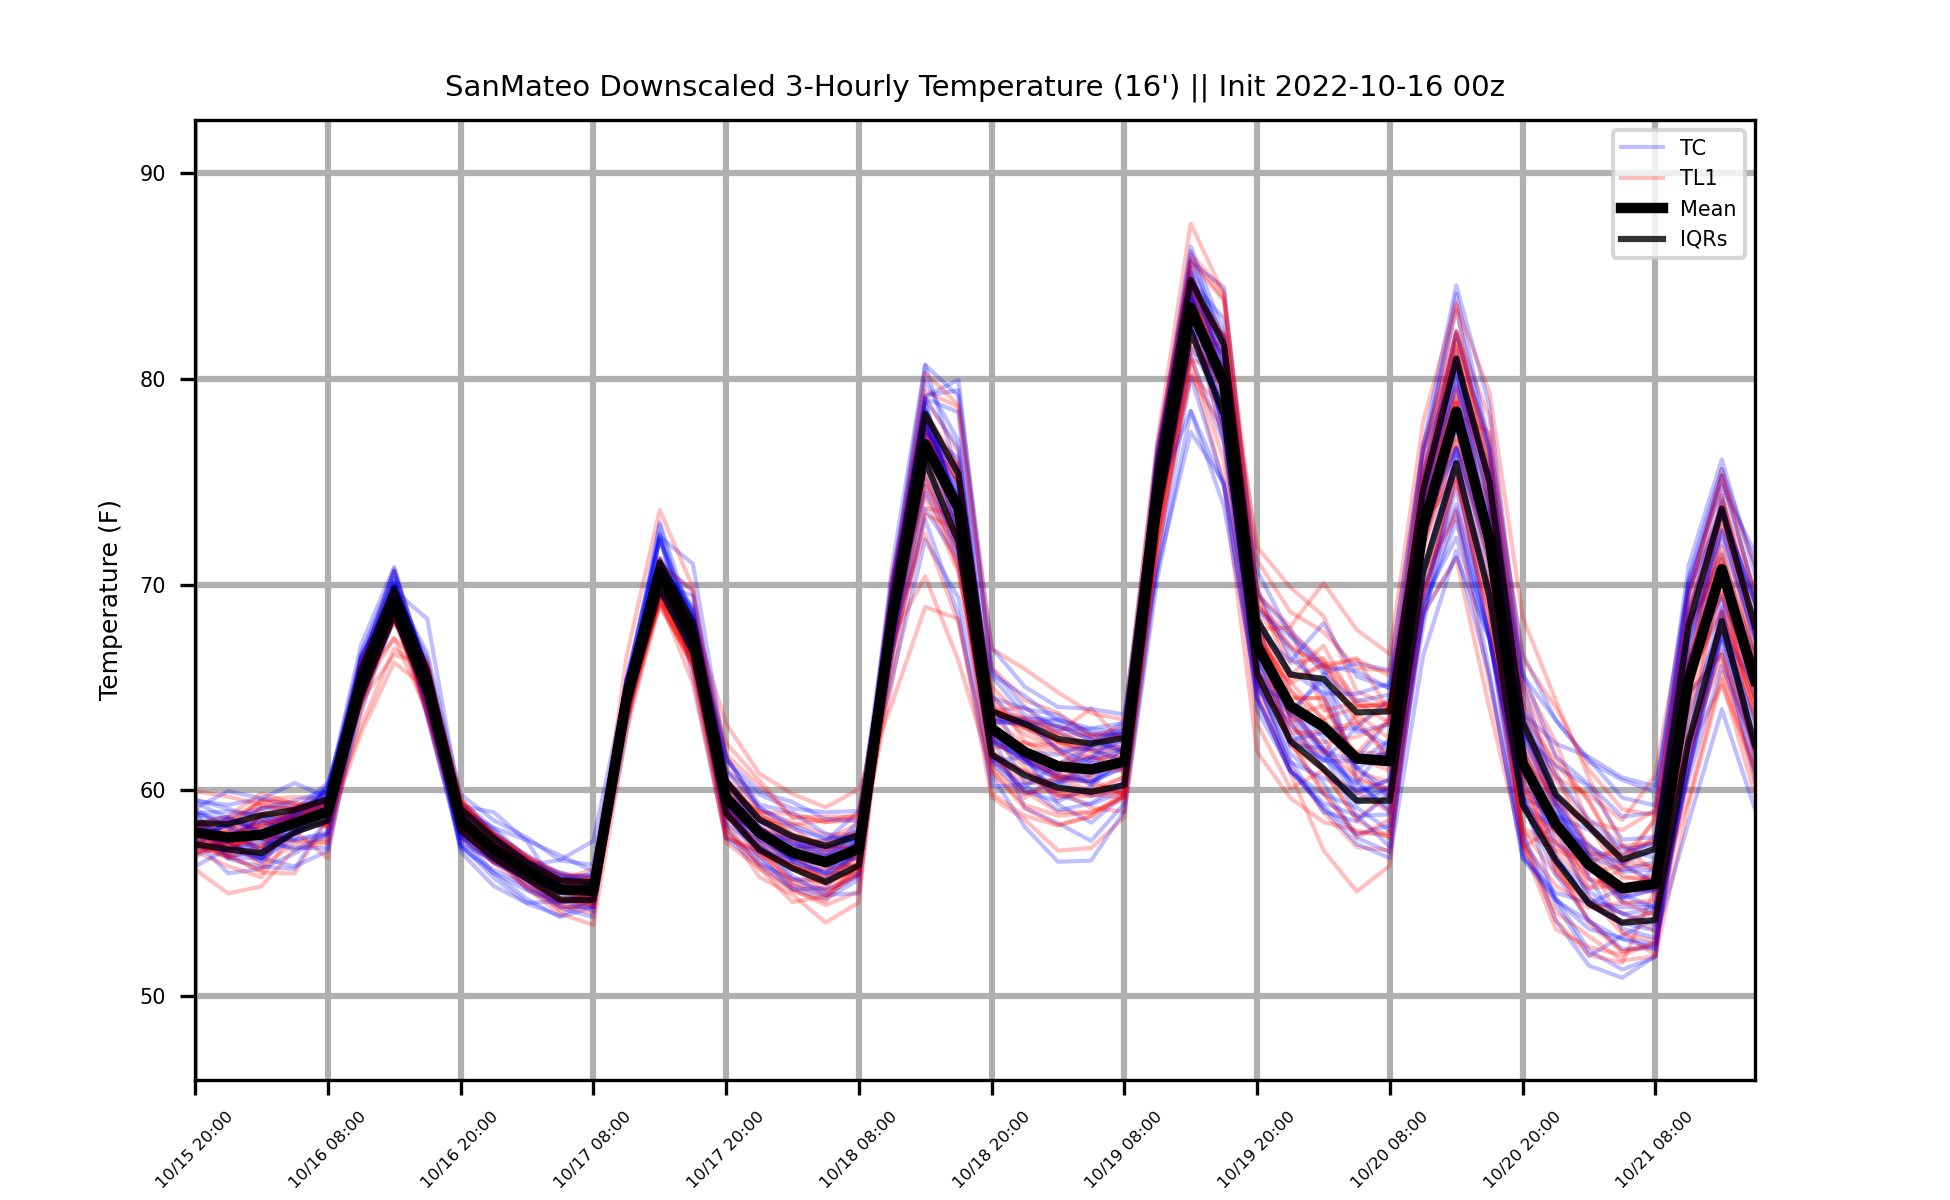 SanMateo Downscaled 3-Hourly Temperature (16') || Init 2022-10-16 00z
TC
TL1
Mean
IQRs
Temperature (F)
90
80
70
60
50
10/15 20:00
10/16 08:00
10/16 20:00
10/17 08:00
10/17 20:00
10/18 08:00
10/18 20:00
10/19 08:00
10/19 20:00
10/20 08:00
10/20 20:00
10/21 08:00